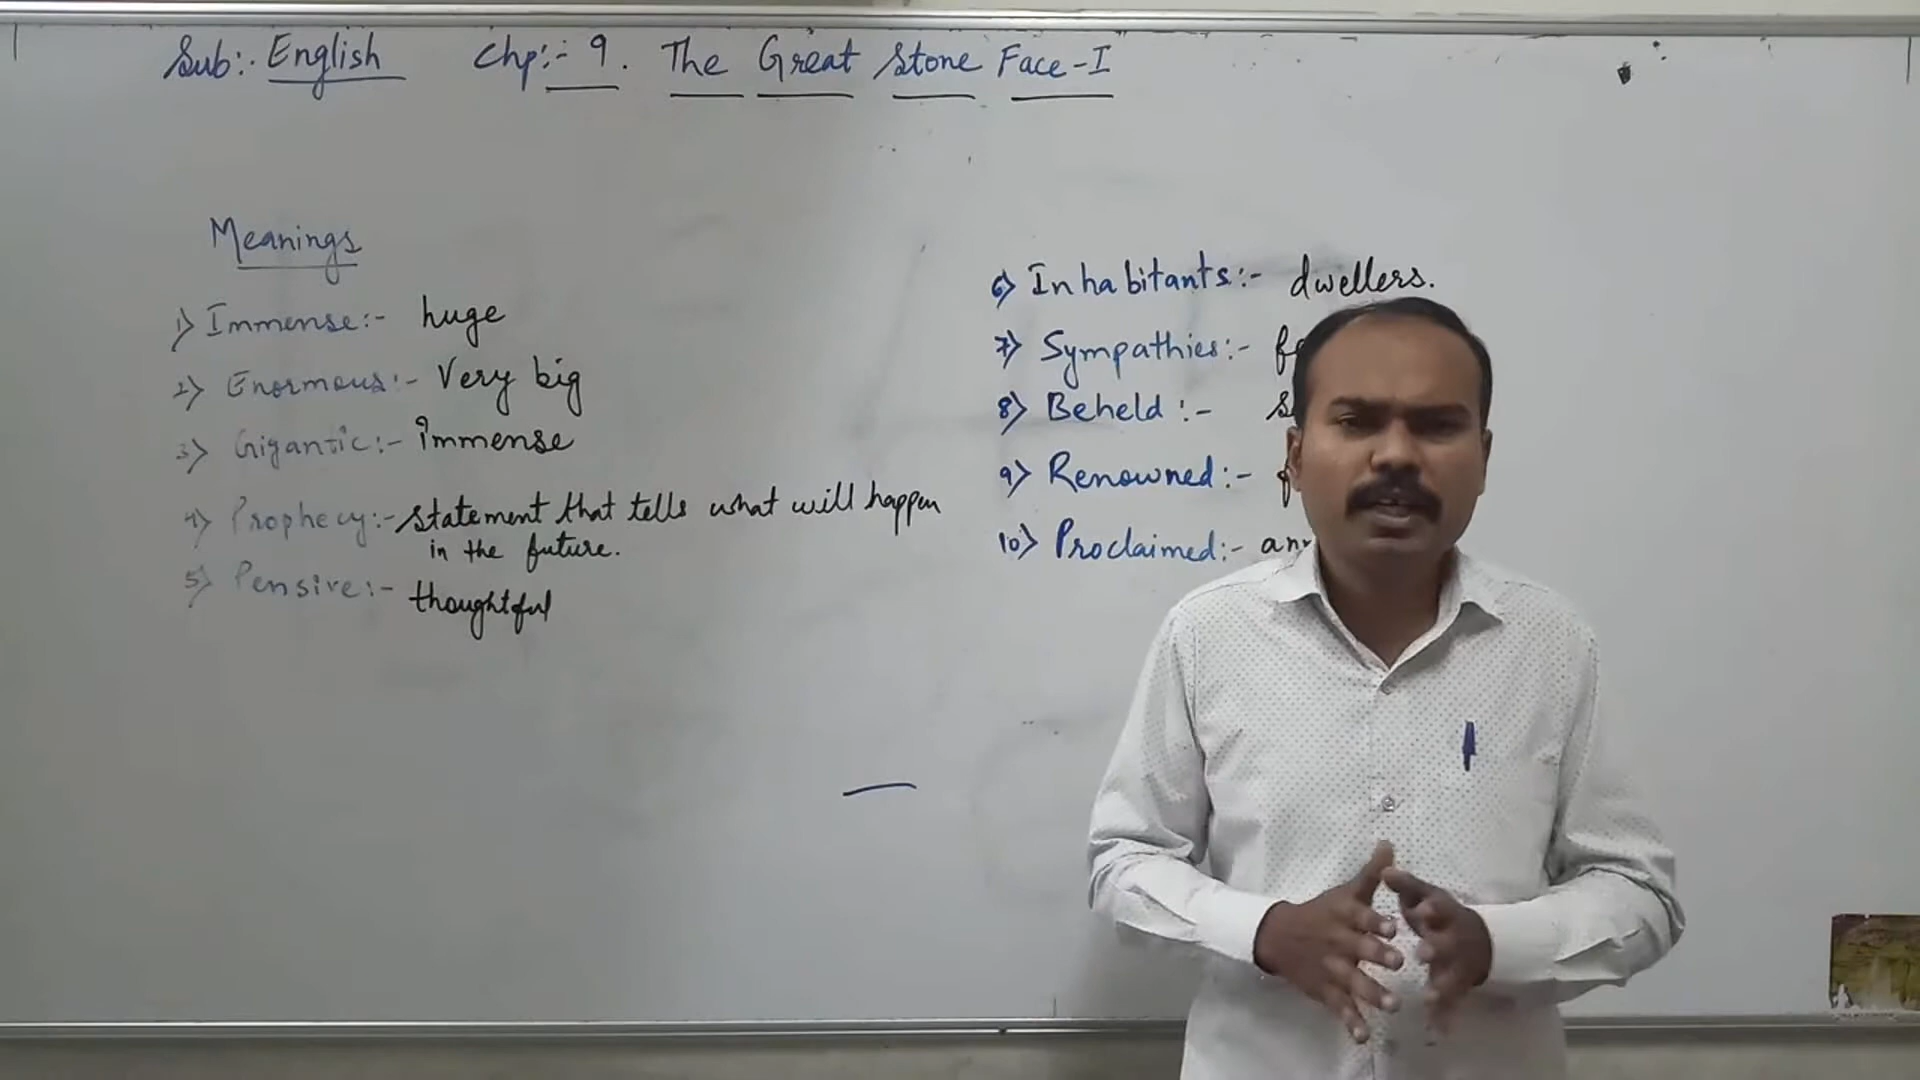 Sub:- English Chp:- 9. The Great Stone Face-I
Meanings
1) Immense:- huge
2) Enormous:- Very big
3) Gigantic:- immense
4) Prophecy:- statement that tells what will happen
in the future.
5) Pensive:- thoughtful
6) Inhabitants:- dwellers.
7) Sympathies:-
8) Beheld :-
9) Renowned:-
10) Proclaimed:-